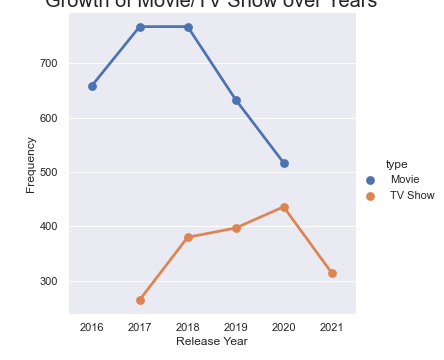 Growth of Movie/TV Show over Years
700
600
500
400
300
Frequency
2016 2017 2018 2019 2020 2021
Release Year
type
Movie
TV Show